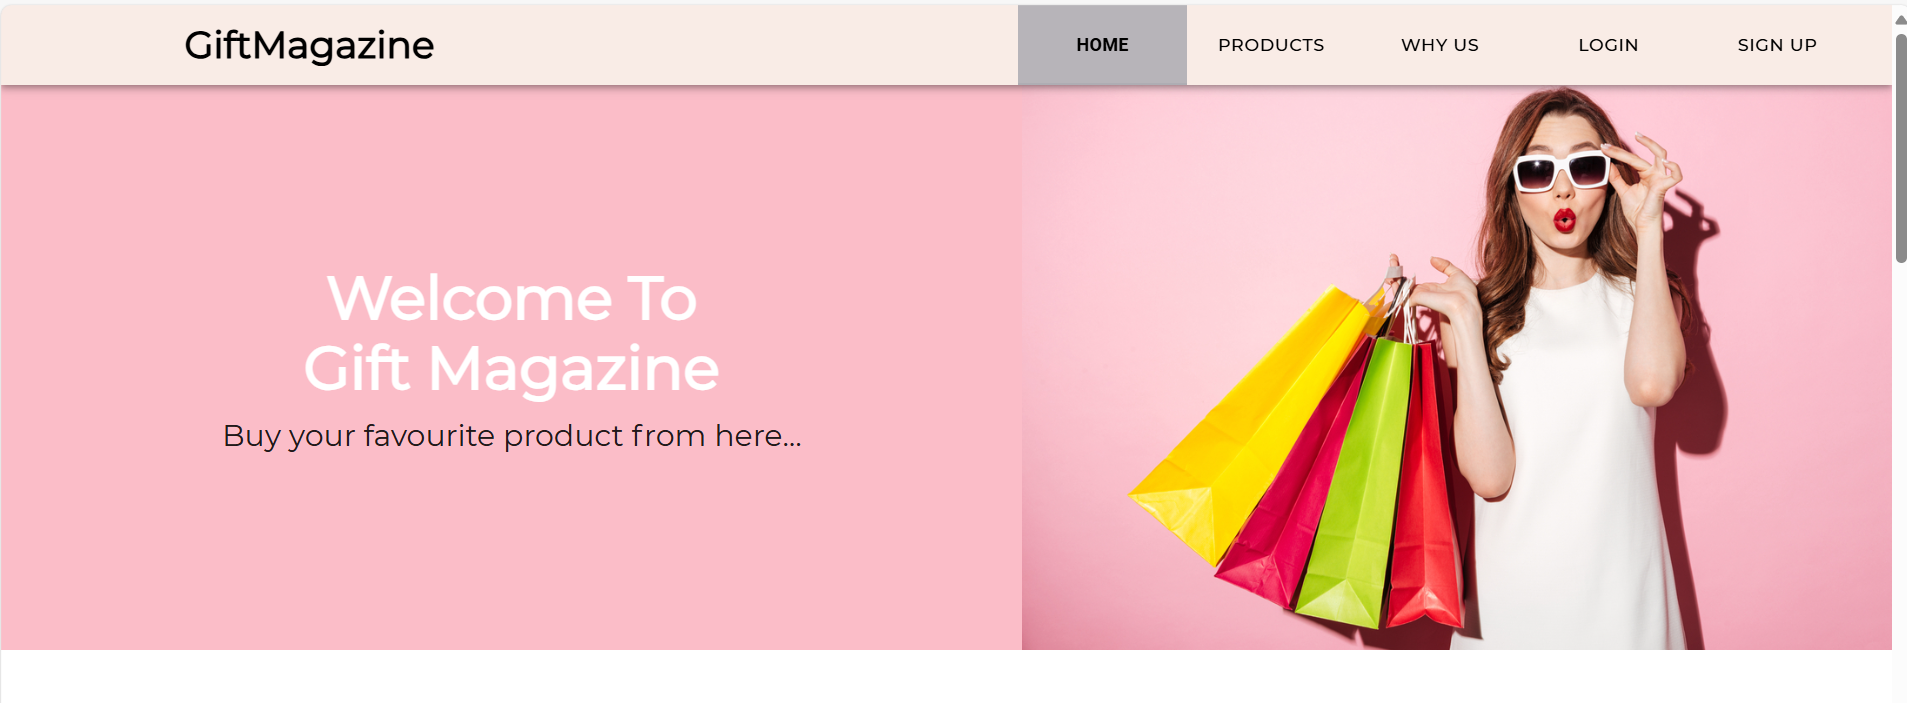 GiftMagazine
HOME PRODUCTS WHY US LOGIN SIGN UP
Welcome To
Gift Magazine
Buy your favourite product from here...